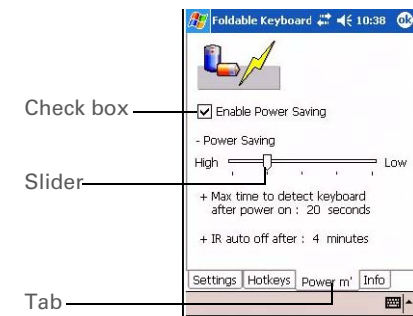 Foldable Keyboard 10:38 ok
Check box
Enable Power Saving
- Power Saving
High Low
Slider
+ Max time to detect keyboard
after power on : 20 seconds
+ IR auto off after : 4 minutes
Settings Hotkeys Power m' Info
Tab